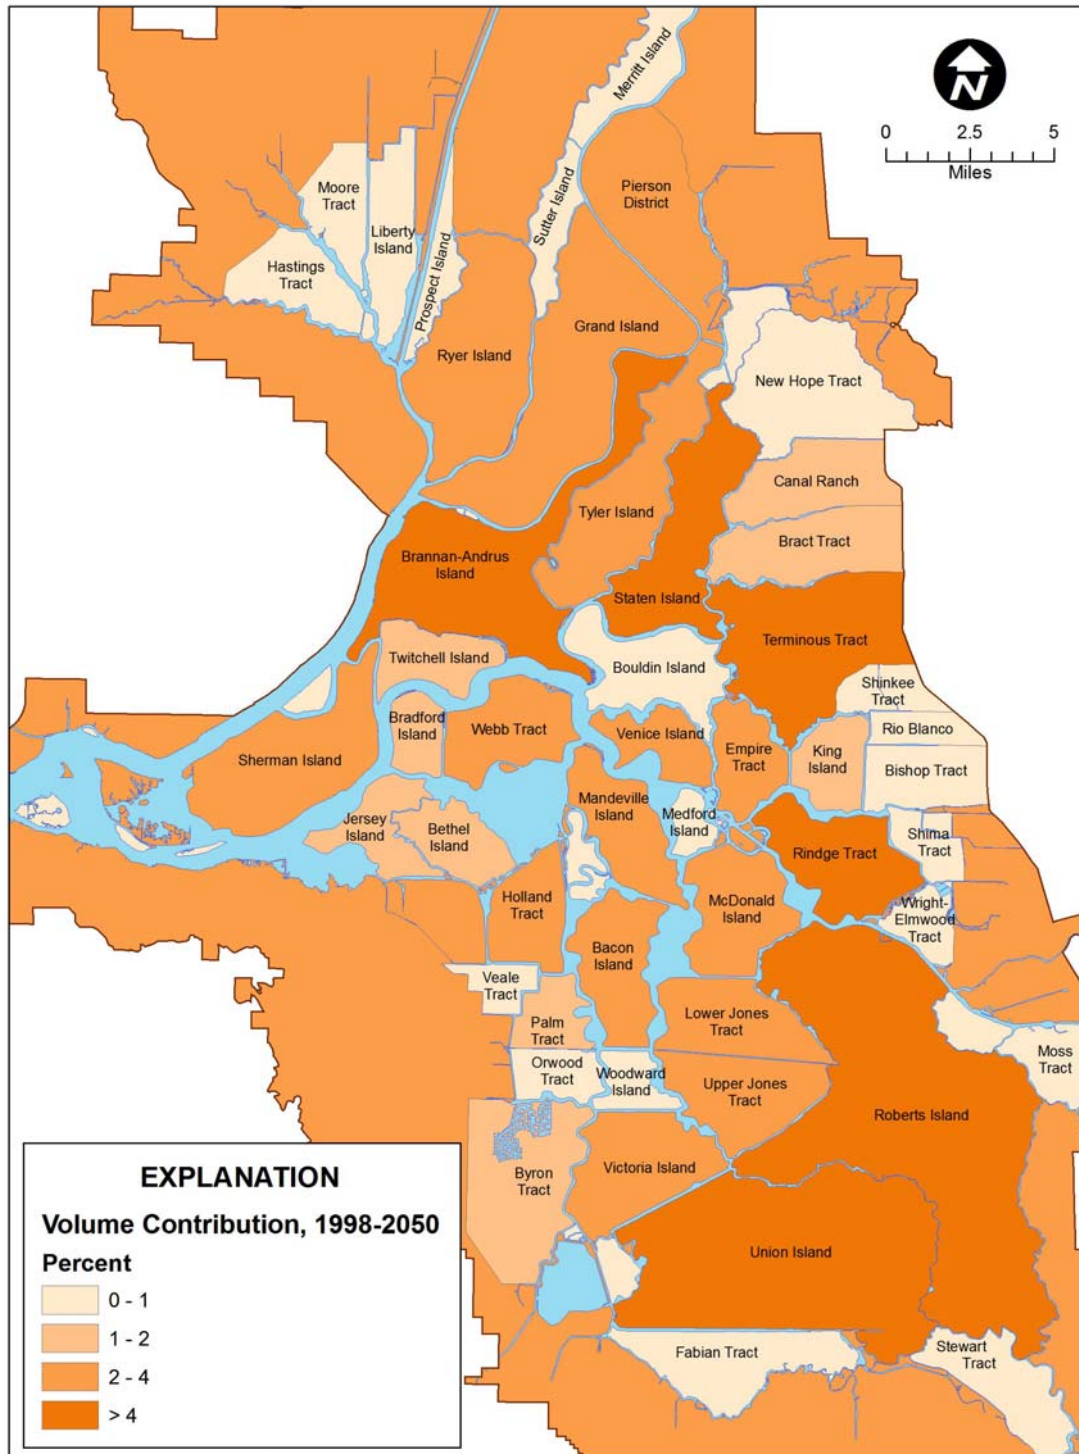 Merritt Island
N
0 2.5 5
Miles
Moore
Tract
Liberty
Island
Prospect Island
Sutter Island
Pierson
District
Hastings
Tract
Ryer Island
Grand Island
New Hope Tract
Canal Ranch
Tyler Island
Bract Tract
Brannan-Andrus
Island
Staten Island
Terminous Tract
Twitchell Island
Bouldin Island
Shinkee
Tract
Bradford
Island
Webb Tract
Venice Island
Empire
Tract
King
Island
Rio Blanco
Sherman Island
Bishop Tract
Mandeville
Island
Medford
Island
Jersey
Island
Bethel
Island
Rindge Tract
Shima
Tract
Holland
Tract
McDonald
Island
Wright-
Elmwood
Tract
Bacon
Island
Veale
Tract
Palm
Tract
Lower Jones
Tract
Orwood
Tract
Woodward
Island
Upper Jones
Tract
Moss
Tract
Roberts Island
Byron
Tract
Victoria Island
Union Island
Fabian Tract
Stewart
Tract
EXPLANATION
Volume Contribution, 1998-2050
Percent
0 - 1
1 - 2
2 - 4
> 4